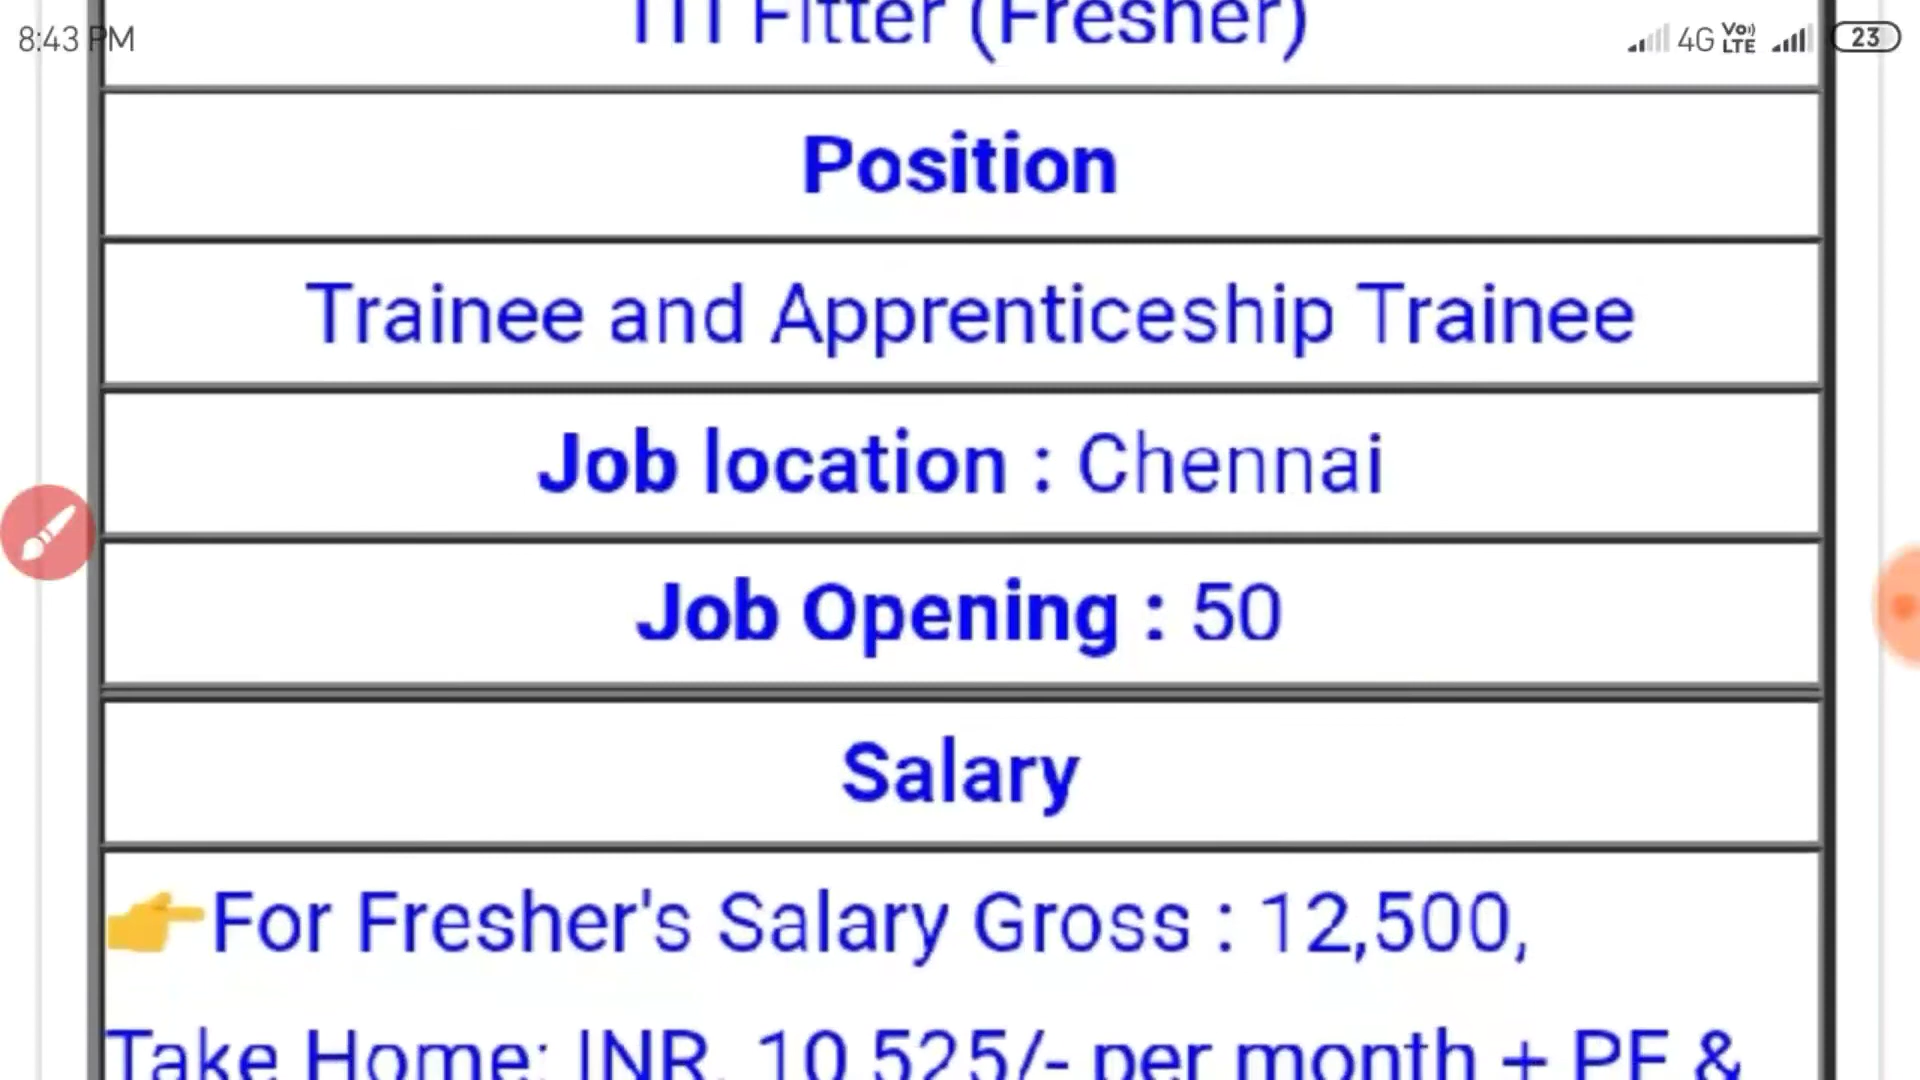 ITI Fitter (Fresher)
8:43 PM
4G VoLTE 23
Position
Trainee and Apprenticeship Trainee
Job location : Chennai
Job Opening : 50
Salary
👉For Fresher's Salary Gross : 12,500,
Take Home: INR. 10,525/- per month + PF &